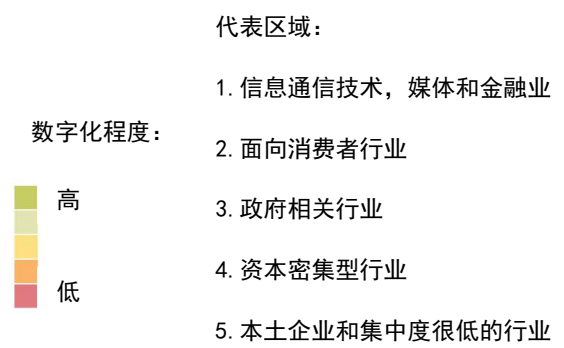 代表区域：
1. 信息通信技术，媒体和金融业
数字化程度：
2. 面向消费者行业
高
3. 政府相关行业
4. 资本密集型行业
低
5. 本土企业和集中度很低的行业